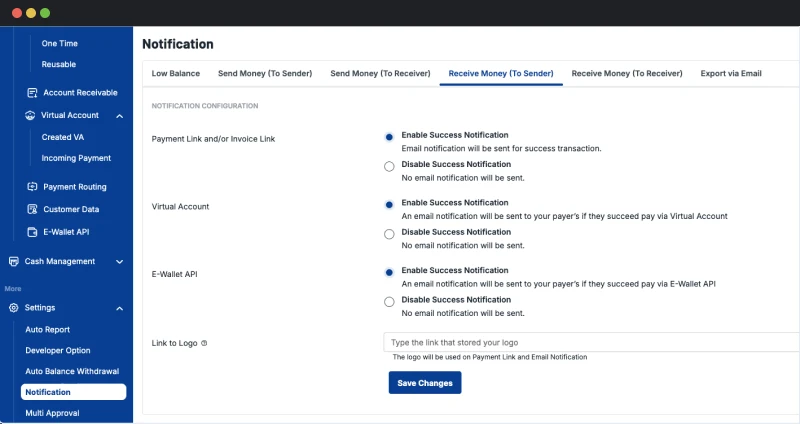 One Time
Reusable
Account Receivable
Virtual Account
Created VA
Incoming Payment
Payment Routing
Customer Data
E-Wallet API
Cash Management
More
Settings
Auto Report
Developer Option
Auto Balance Withdrawal
Notification
Multi Approval
Notification
Low Balance
Send Money (To Sender)
Send Money (To Receiver)
Receive Money (To Sender)
Receive Money (To Receiver)
Export via Email
NOTIFICATION CONFIGURATION
Payment Link and/or Invoice Link
Enable Success Notification
Email notification will be sent for success transaction.
Disable Success Notification
No email notification will be sent.
Virtual Account
Enable Success Notification
An email notification will be sent to your payer's if they succeed pay via Virtual Account
Disable Success Notification
No email notification will be sent.
E-Wallet API
Enable Success Notification
An email notification will be sent to your payer's if they succeed pay via E-Wallet API
Disable Success Notification
No email notification will be sent.
Link to Logo
Type the link that stored your logo
The logo will be used on Payment Link and Email Notification
Save Changes